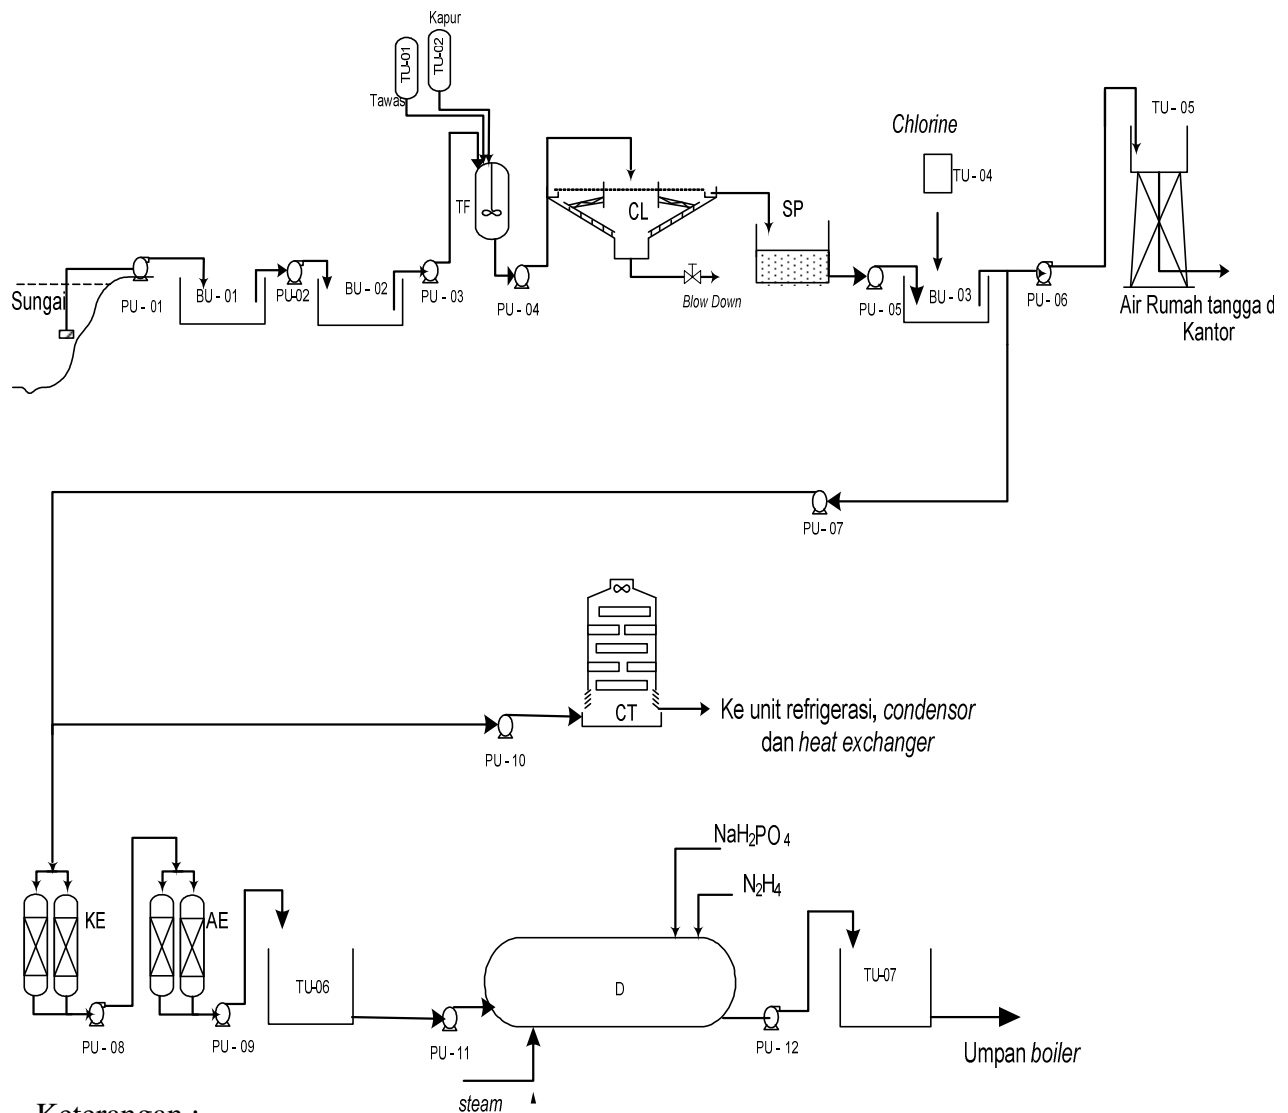 Kapur
TU-01
TU-02
Tawas
Chlorine
TU - 05
TU - 04
TF
CL
SP
Sungai
BU - 01
PU-02
BU - 02
PU - 01
PU - 03
PU - 04
Blow Down
PU - 05
BU - 03
PU - 06
Air Rumah tangga d
Kantor
PU - 07
CT
Ke unit refrigerasi, condensor
dan heat exchanger
PU - 10
NaH₂PO₄
N₂H₄
KE
AE
TU-06
D
TU-07
PU - 08
PU - 09
PU - 11
PU - 12
Umpan boiler
steam
Keterangan :